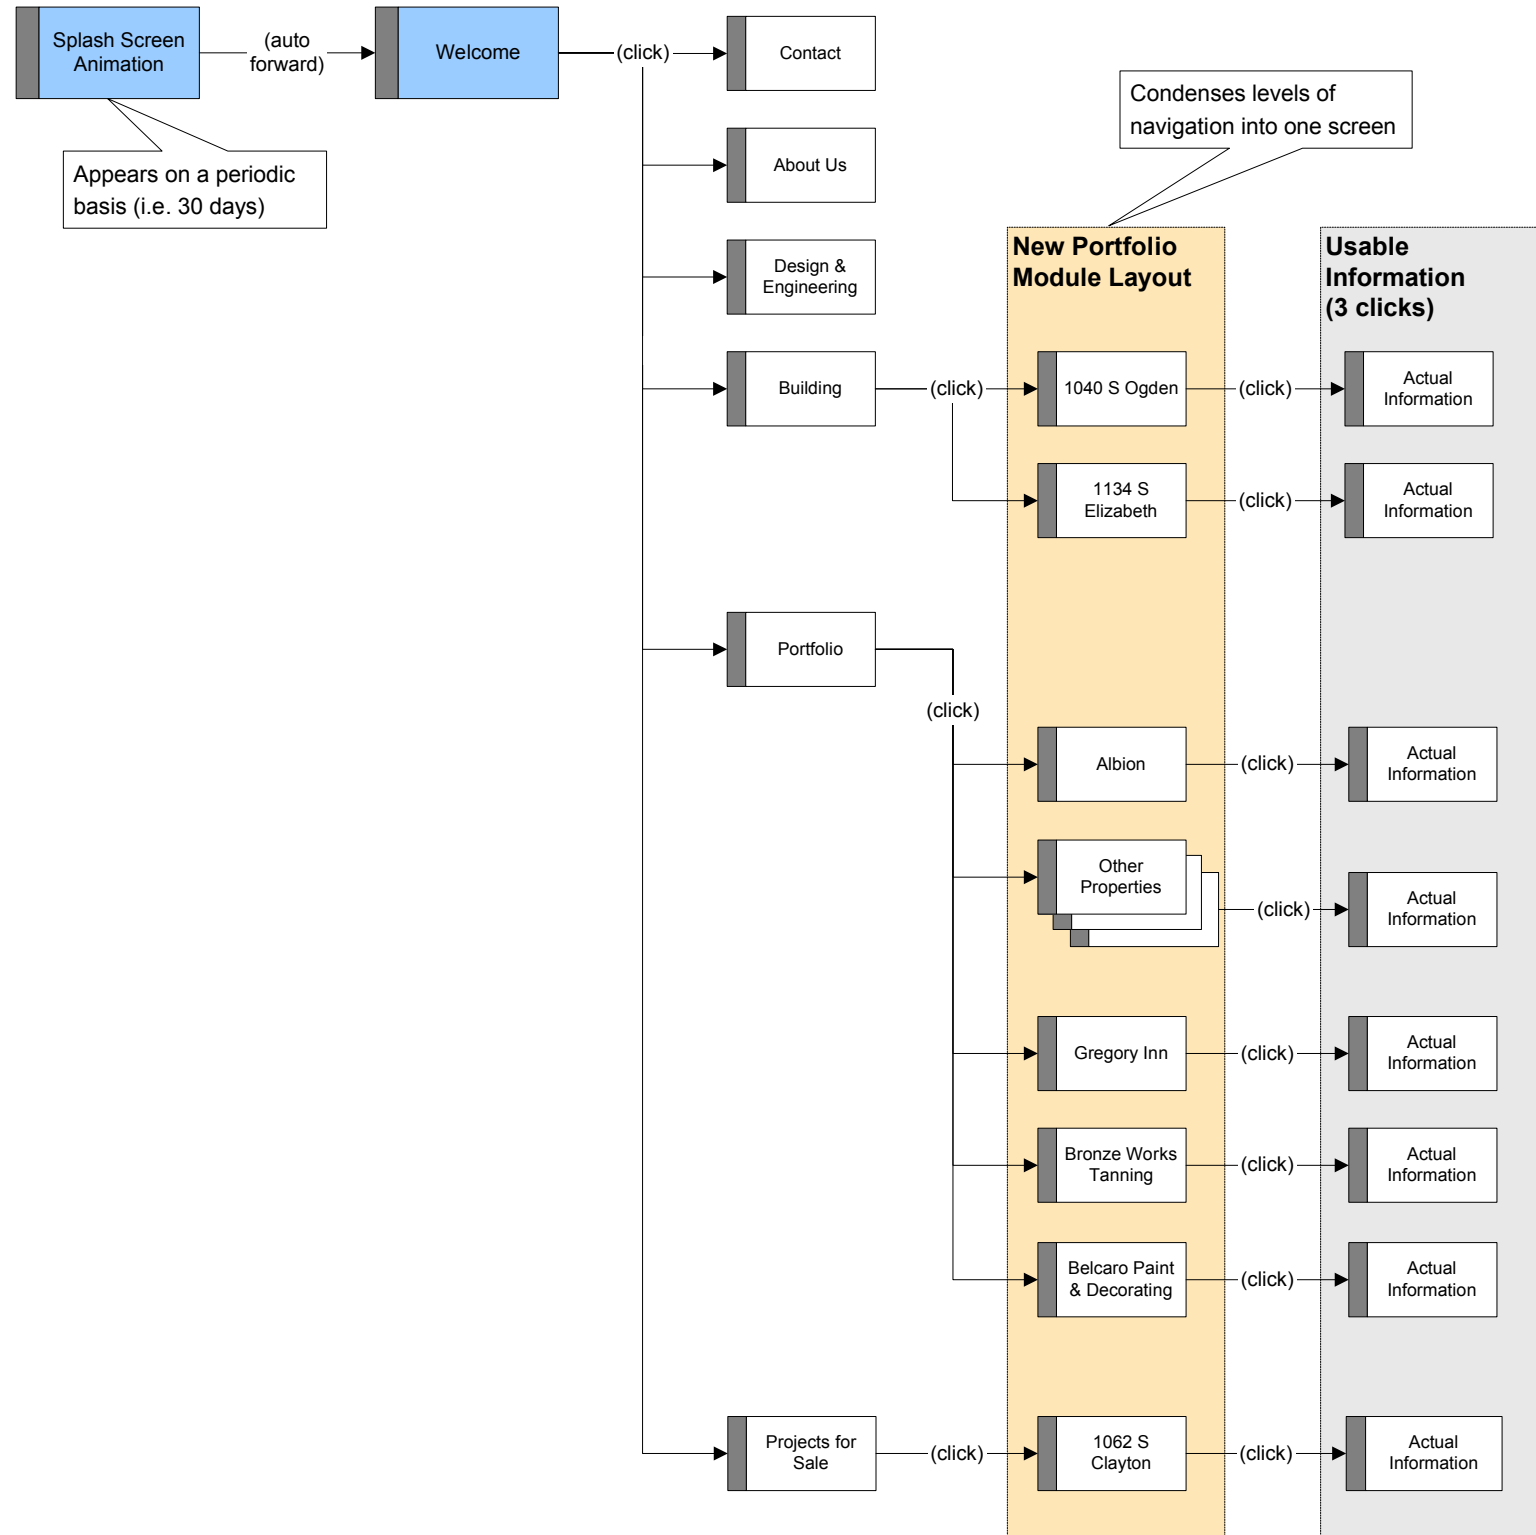 Splash Screen
Animation
(auto
forward)
Welcome
(click)
Contact
Appears on a periodic
basis (i.e. 30 days)
About Us
Condenses levels of
navigation into one screen
Design &
Engineering
New Portfolio
Module Layout
Usable
Information
(3 clicks)
Building
(click)
1040 S Ogden
(click)
Actual
Information
1134 S
Elizabeth
(click)
Actual
Information
Portfolio
(click)
Albion
(click)
Actual
Information
Other
Properties
(click)
Actual
Information
Gregory Inn
(click)
Actual
Information
Bronze Works
Tanning
(click)
Actual
Information
Belcaro Paint
& Decorating
(click)
Actual
Information
Projects for
Sale
(click)
1062 S
Clayton
(click)
Actual
Information